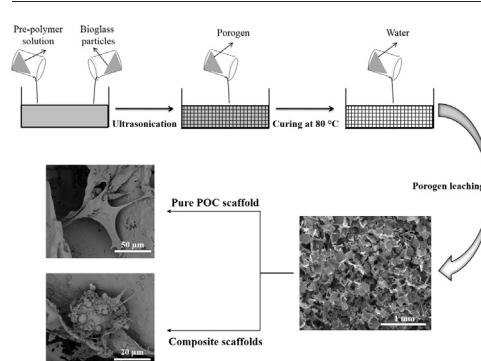 Pre-polymer
solution
Bioglass
particles
Porogen
Water
Ultrasonication
Curing at 80 °C
Porogen leaching
Pure POC scaffold
50 µm
1 mm
Composite scaffolds
20 µm